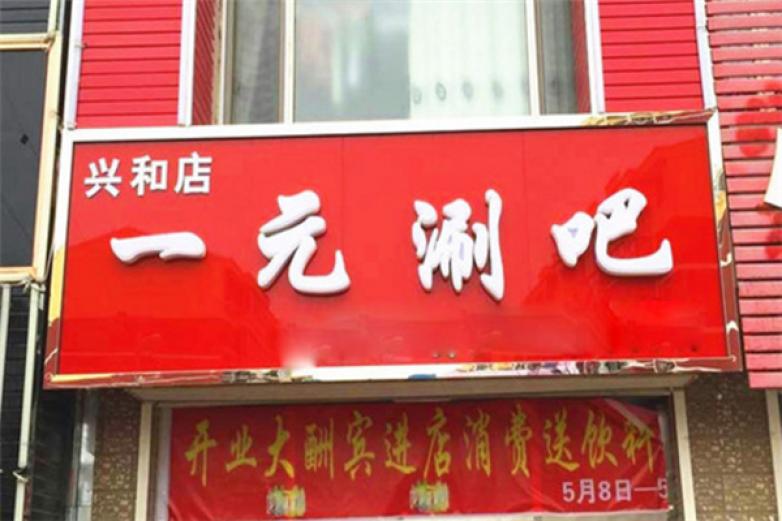 兴和店
一元涮吧
开业大酬宾进店消费送饮料
5月8日—5